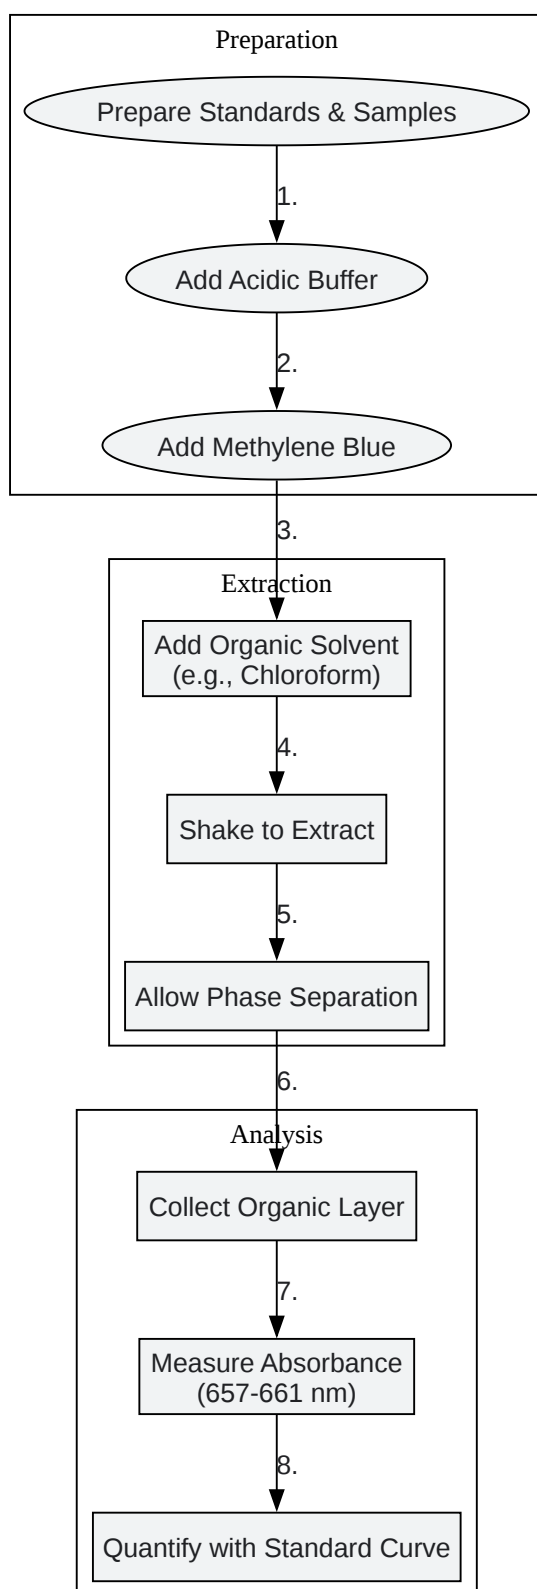 Preparation
Prepare Standards & Samples
1.
Add Acidic Buffer
2.
Add Methylene Blue
3.
Extraction
Add Organic Solvent
(e.g., Chloroform)
4.
Shake to Extract
5.
Allow Phase Separation
6.
Analysis
Collect Organic Layer
7.
Measure Absorbance
(657-661 nm)
8.
Quantify with Standard Curve